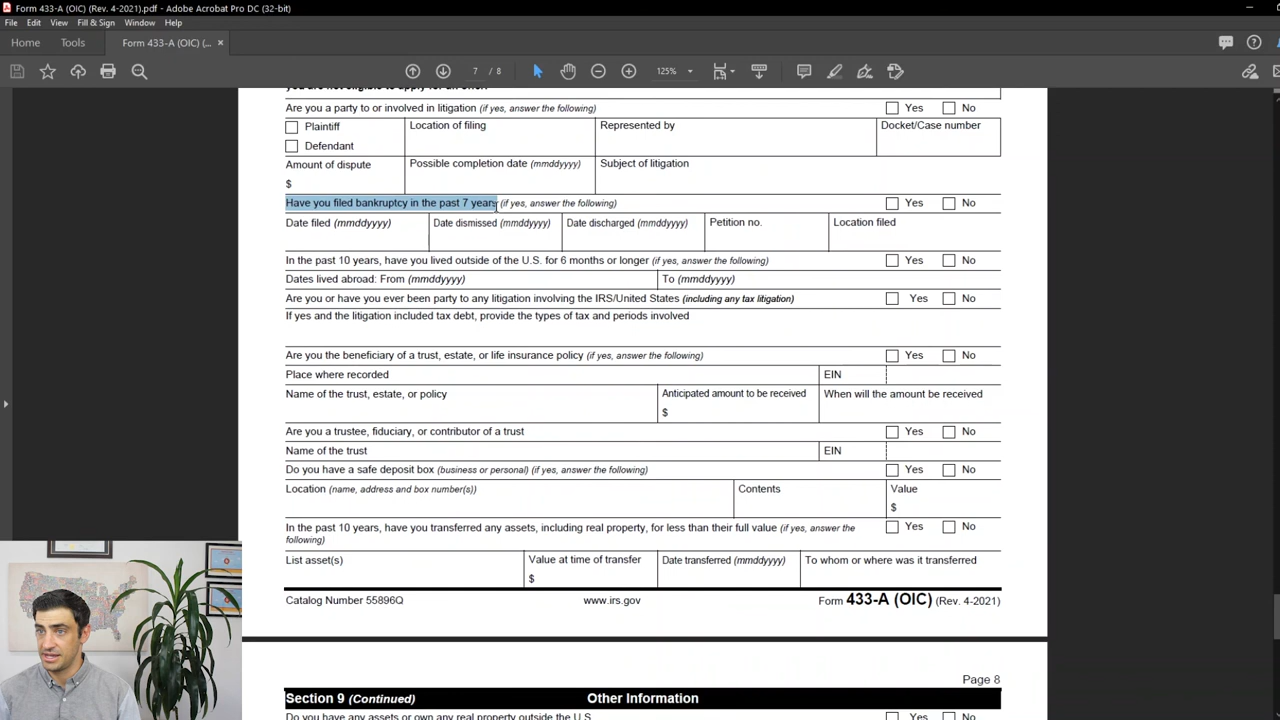 Form 433-A (OIC) (Rev. 4-2021).pdf - Adobe Acrobat Pro DC (32-bit)
File Edit View Fill & Sign Window Help
Home Tools Form 433-A (OIC) (...
7 / 8 125%
you are not eligible to apply for an offer.
Are you a party to or involved in litigation (if yes, answer the following) Yes No
Plaintiff Location of filing Represented by Docket/Case number
Defendant
Amount of dispute Possible completion date (mmddyyyy) Subject of litigation
$
Have you filed bankruptcy in the past 7 years (if yes, answer the following) Yes No
Date filed (mmddyyyy) Date dismissed (mmddyyyy) Date discharged (mmddyyyy) Petition no. Location filed
In the past 10 years, have you lived outside of the U.S. for 6 months or longer (if yes, answer the following) Yes No
Dates lived abroad: From (mmddyyyy) To (mmddyyyy)
Are you or have you ever been party to any litigation involving the IRS/United States (including any tax litigation) Yes No
If yes and the litigation included tax debt, provide the types of tax and periods involved
Are you the beneficiary of a trust, estate, or life insurance policy (if yes, answer the following) Yes No
Place where recorded EIN
Name of the trust, estate, or policy Anticipated amount to be received When will the amount be received
$
Are you a trustee, fiduciary, or contributor of a trust Yes No
Name of the trust EIN
Do you have a safe deposit box (business or personal) (if yes, answer the following) Yes No
Location (name, address and box number(s)) Contents Value
$
In the past 10 years, have you transferred any assets, including real property, for less than their full value (if yes, answer the Yes No
following)
List asset(s) Value at time of transfer Date transferred (mmddyyyy) To whom or where was it transferred
$
Catalog Number 55896Q www.irs.gov Form 433-A (OIC) (Rev. 4-2021)
Page 8
Section 9 (Continued) Other Information
Do you have any assets or own any real property outside the U.S. Yes No